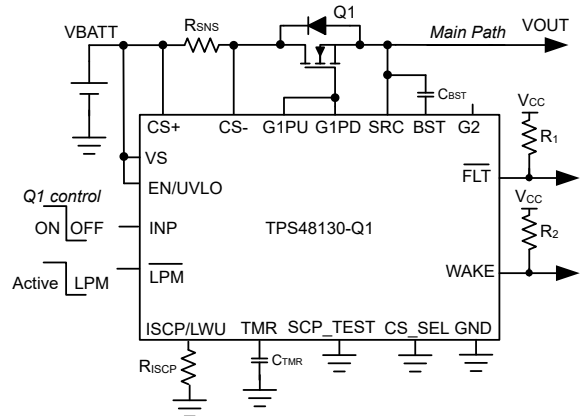 Q1
VBATT
RSNS
Main Path
VOUT
CBST
CS+
CS-
G1PU
G1PD
SRC
BST
G2
VCC
R1
VS
EN/UVLO
FLT
Q1 control
ON
OFF
INP
TPS48130-Q1
VCC
R2
Active
LPM
LPM
WAKE
ISCP/LWU
TMR
SCP_TEST
CS_SEL
GND
RISCP
CTMR